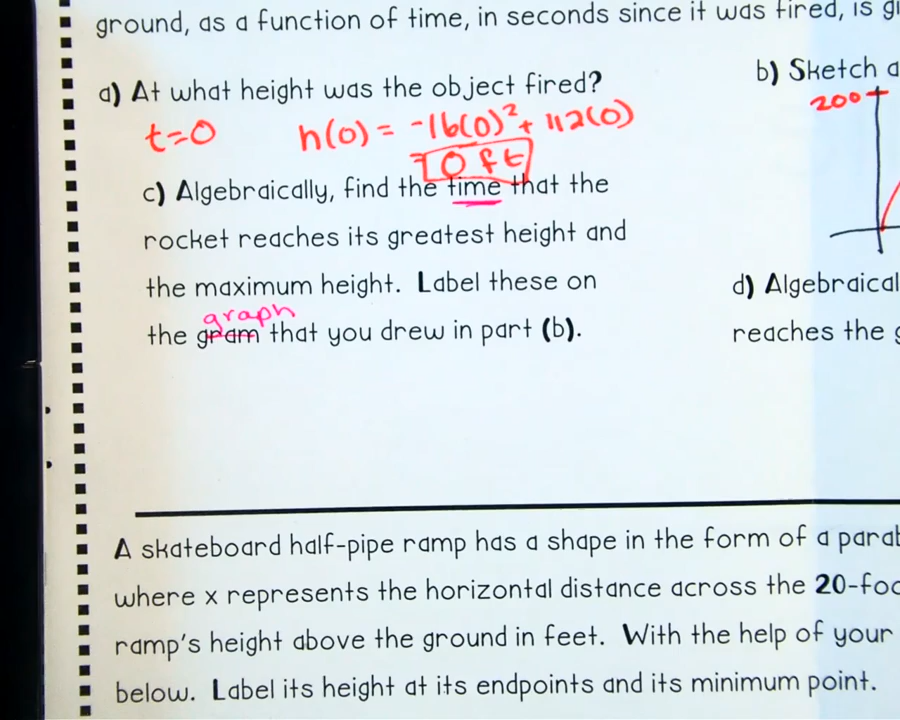 ground, as a function of time, in seconds since it was fired, is
a) At what height was the object fired?
b) Sketch a
200
t=0 h(0) = -16(0)² + 112(0)
0 ft
c) Algebraically, find the time that the
rocket reaches its greatest height and
the maximum height. Label these on
graph
the gram that you drew in part (b).
d) Algebraical
reaches the
A skateboard half-pipe ramp has a shape in the form of a parab
where x represents the horizontal distance across the 20-foo
ramp's height above the ground in feet. With the help of your
below. Label its height at its endpoints and its minimum point.